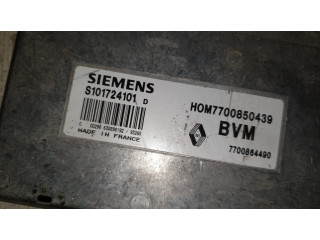 SIEMENS
S101724101 D
HOM7700850439
BVM
MADE IN FRANCE
7700864490